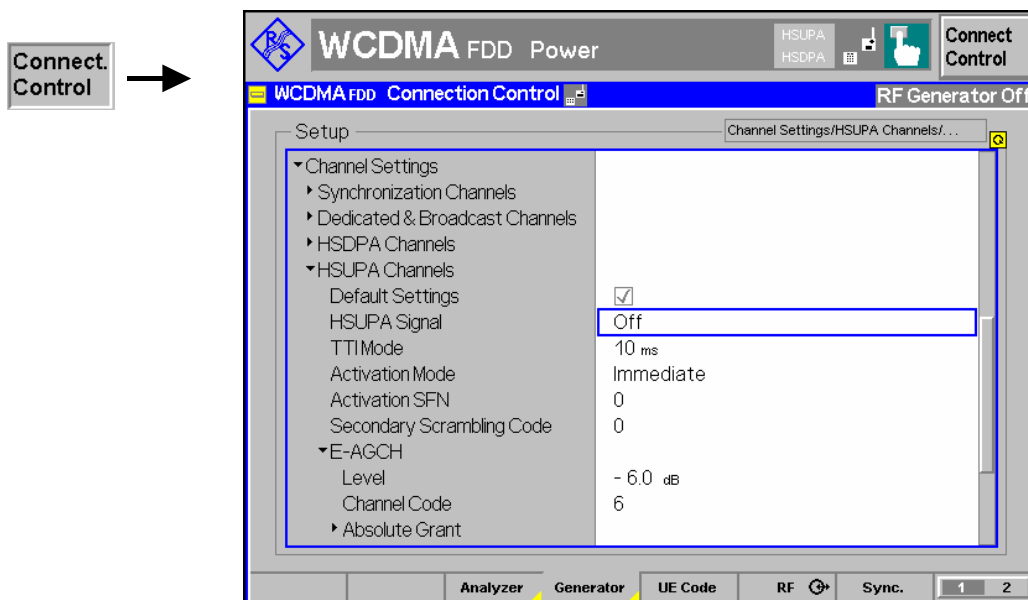 Connect.
Control
R&S
WCDMA FDD Power
HSUPA
HSDPA
Connect
Control
WCDMA FDD Connection Control
RF Generator Off
Setup
Channel Settings/HSUPA Channels/...
Channel Settings
Synchronization Channels
Dedicated & Broadcast Channels
HSDPA Channels
HSUPA Channels
Default Settings
HSUPA Signal Off
TTI Mode 10 ms
Activation Mode Immediate
Activation SFN 0
Secondary Scrambling Code 0
E-AGCH
Level - 6.0 dB
Channel Code 6
Absolute Grant
Analyzer Generator UE Code RF Sync. 1 2